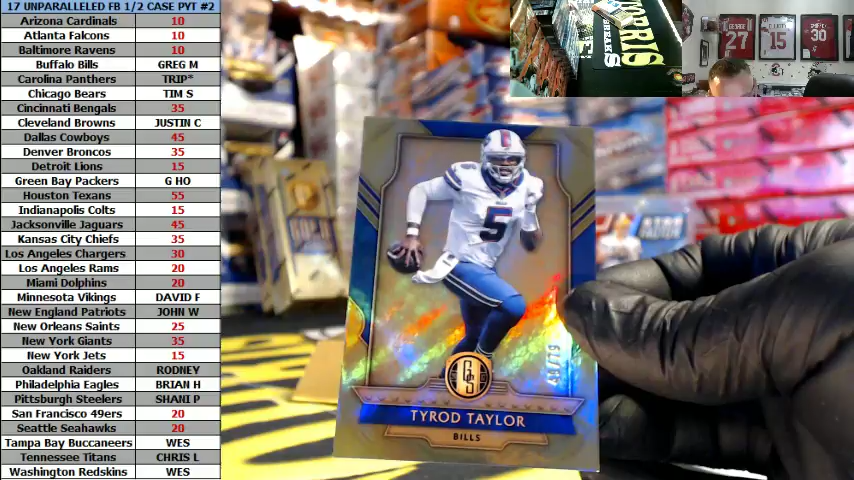 17 UNPARALLELED FB 1/2 CASE PYT #2
Arizona Cardinals 10
Atlanta Falcons 10
Baltimore Ravens 10
Buffalo Bills GREG M
Carolina Panthers TRIP*
Chicago Bears TIM S
Cincinnati Bengals 35
Cleveland Browns JUSTIN C
Dallas Cowboys 45
Denver Broncos 35
Detroit Lions 15
Green Bay Packers G HO
Houston Texans 55
Indianapolis Colts 15
Jacksonville Jaguars 45
Kansas City Chiefs 35
Los Angeles Chargers 30
Los Angeles Rams 20
Miami Dolphins 20
Minnesota Vikings DAVID F
New England Patriots JOHN W
New Orleans Saints 25
New York Giants 35
New York Jets 15
Oakland Raiders RODNEY
Philadelphia Eagles BRIAN H
Pittsburgh Steelers SHANI P
San Francisco 49ers 20
Seattle Seahawks 20
Tampa Bay Buccaneers WES
Tennessee Titans CHRIS L
Washington Redskins WES
BREAKS
GEORGE
27
15
30
5
GS
TYROD TAYLOR
BILLS